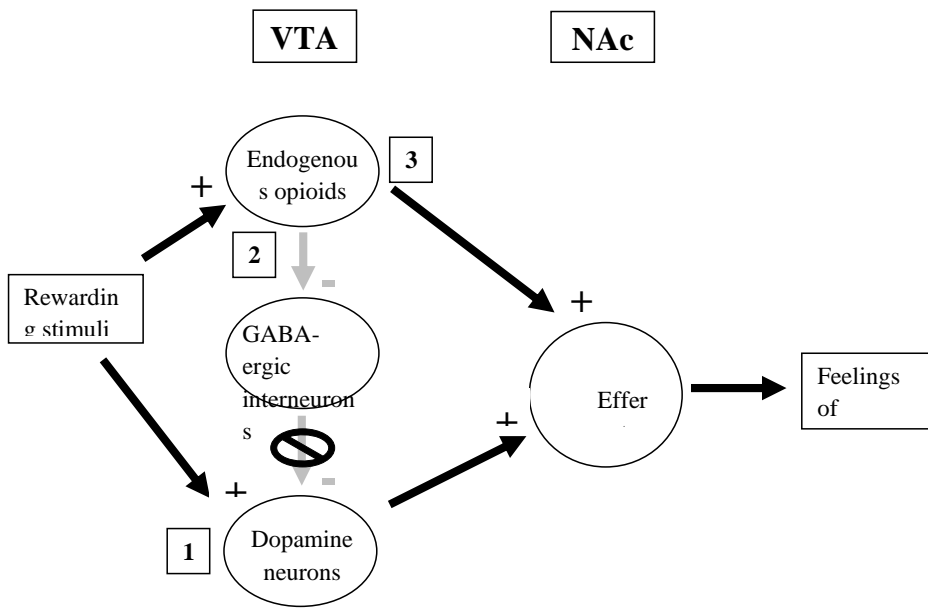 VTA
NAc
Endogenou
s opioids
3
+
2
-
+
Rewardin
g stimuli
GABA-
ergic
interneuron
s
Effer
Feelings
of
+
-
+
1
Dopamine
neurons